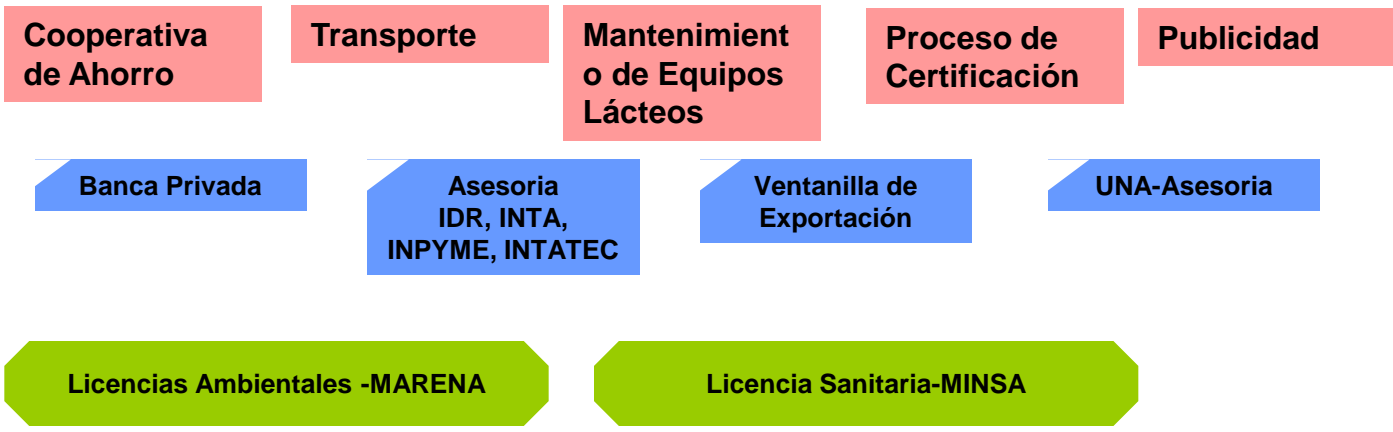 Cooperativa
de Ahorro
Transporte
Mantenimient
o de Equipos
Lácteos
Proceso de
Certificación
Publicidad
Banca Privada
Asesoria
IDR, INTA,
INPYME, INTATEC
Ventanilla de
Exportación
UNA-Asesoria
Licencias Ambientales -MARENA
Licencia Sanitaria-MINSA